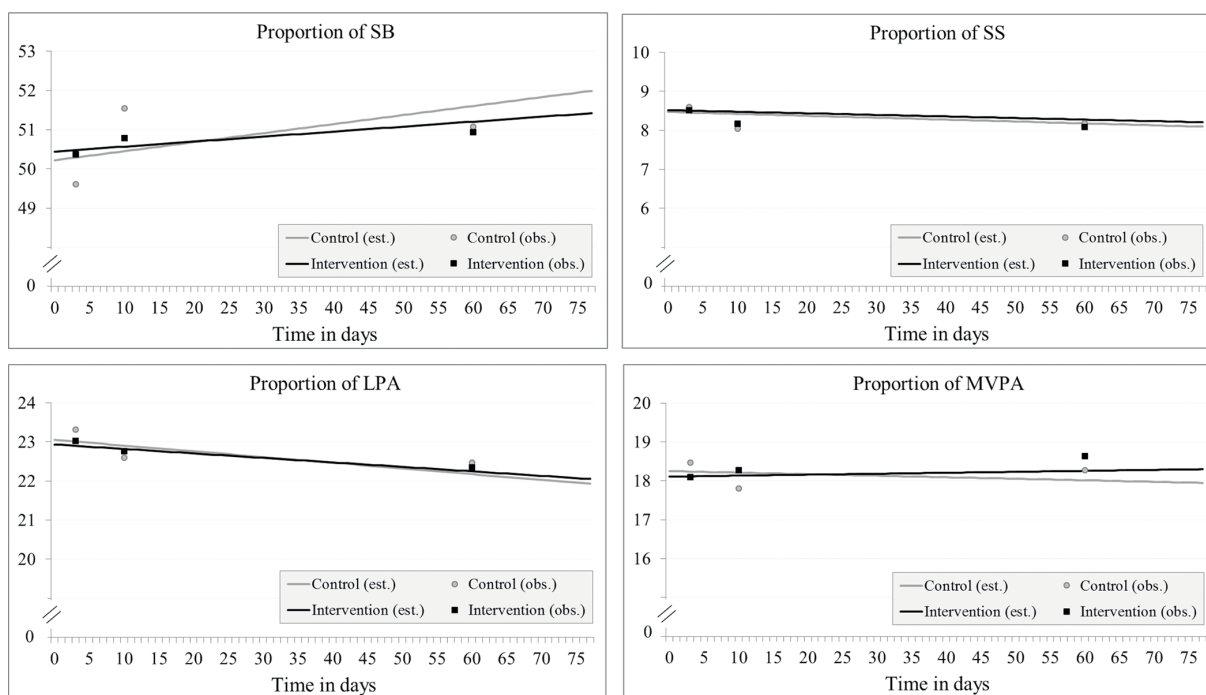 Proportion of SB
53
52
51
50
49
0
Control (est.) Control (obs.)
Intervention (est.) Intervention (obs.)
0 5 10 15 20 25 30 35 40 45 50 55 60 65 70 75
Time in days
Proportion of SS
10
9
8
7
6
5
0
Control (est.) Control (obs.)
Intervention (est.) Intervention (obs.)
0 5 10 15 20 25 30 35 40 45 50 55 60 65 70 75
Time in days
Proportion of LPA
24
23
22
21
20
0
Control (est.) Control (obs.)
Intervention (est.) Intervention (obs.)
0 5 10 15 20 25 30 35 40 45 50 55 60 65 70 75
Time in days
Proportion of MVPA
20
19
18
17
16
0
Control (est.) Control (obs.)
Intervention (est.) Intervention (obs.)
0 5 10 15 20 25 30 35 40 45 50 55 60 65 70 75
Time in days